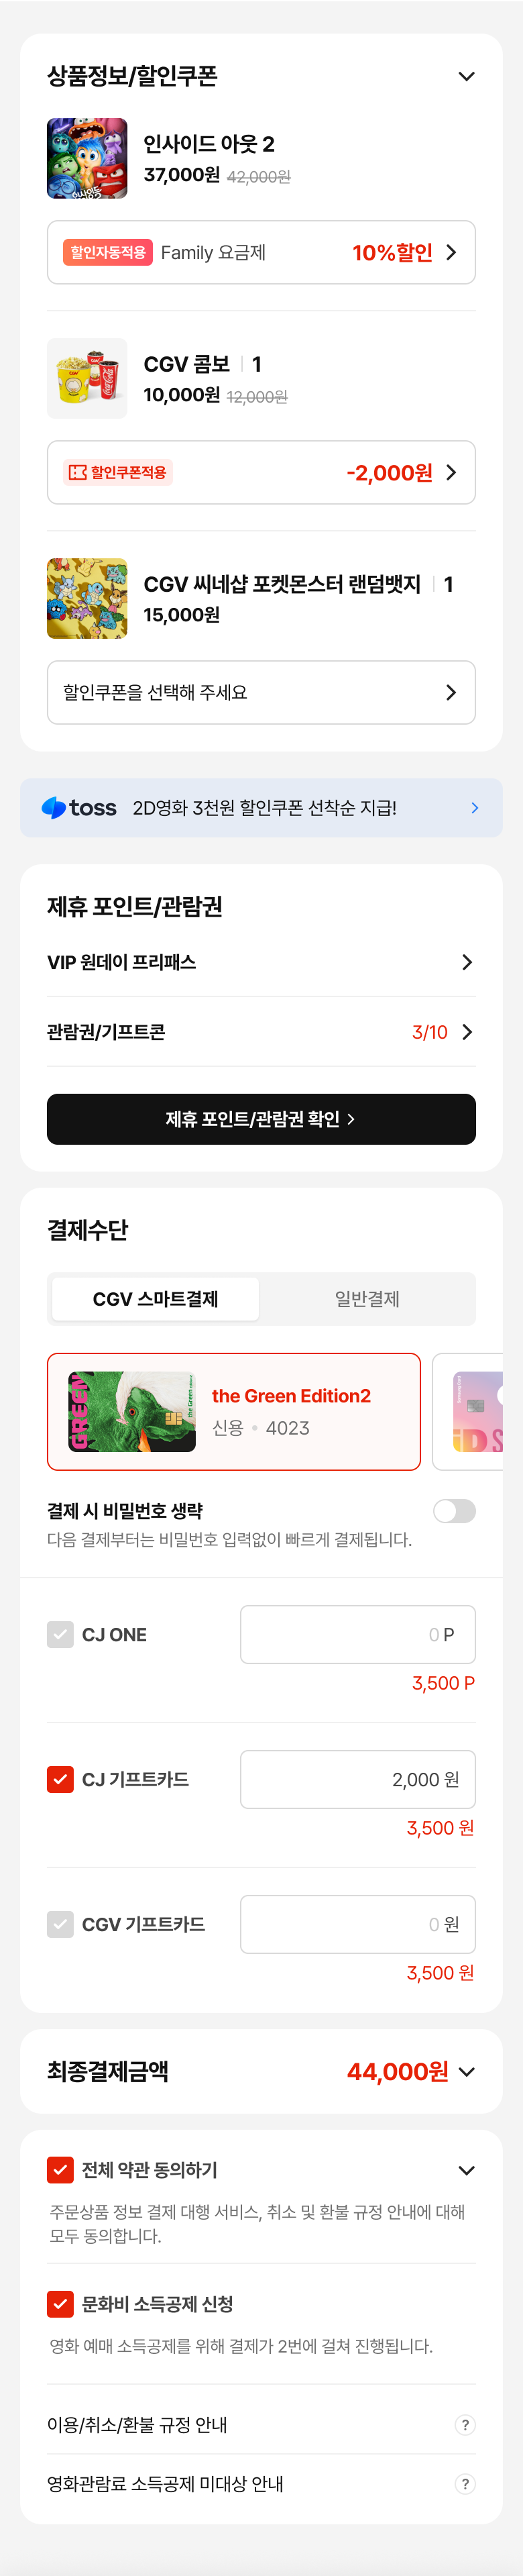 상품정보/할인쿠폰
인사이드 아웃 2
37,000원 42,000원
할인자동적용 Family 요금제 10%할인
CGV 콤보 | 1
10,000원 12,000원
할인쿠폰적용 -2,000원
CGV 씨네샵 포켓몬스터 랜덤뱃지 | 1
15,000원
할인쿠폰을 선택해 주세요
toss 2D영화 3천원 할인쿠폰 선착순 지급!
제휴 포인트/관람권
VIP 원데이 프리패스
관람권/기프트콘 3/10
제휴 포인트/관람권 확인
결제수단
CGV 스마트결제 일반결제
GREEN
the Green Edition2
신용 • 4023
결제 시 비밀번호 생략
다음 결제부터는 비밀번호 입력없이 빠르게 결제됩니다.
CJ ONE 0 P
3,500 P
CJ 기프트카드 2,000 원
3,500 원
CGV 기프트카드 0 원
3,500 원
최종결제금액 44,000원
전체 약관 동의하기
주문상품 정보 결제 대행 서비스, 취소 및 환불 규정 안내에 대해
모두 동의합니다.
문화비 소득공제 신청
영화 예매 소득공제를 위해 결제가 2번에 걸쳐 진행됩니다.
이용/취소/환불 규정 안내 ?
영화관람료 소득공제 미대상 안내 ?